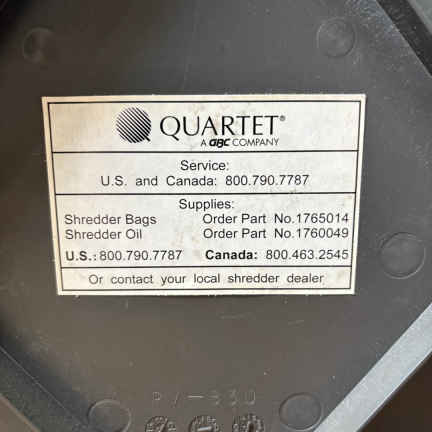 QUARTET®
A GBC COMPANY
Service:
U.S. and Canada: 800.790.7787
Supplies:
Shredder Bags Order Part No.1765014
Shredder Oil Order Part No.1760049
U.S.: 800.790.7787 Canada: 800.463.2545
Or contact your local shredder dealer